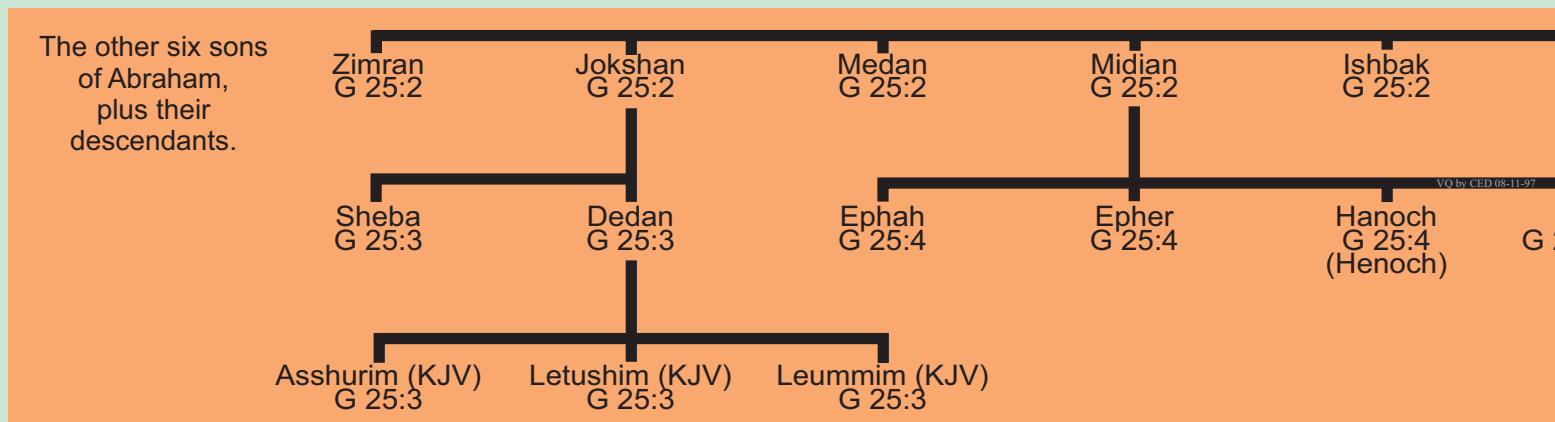 The other six sons
of Abraham,
plus their
descendants.
Zimran
G 25:2
Jokshan
G 25:2
Medan
G 25:2
Midian
G 25:2
Ishbak
G 25:2
VQ by CED 08-11-97
Sheba
G 25:3
Dedan
G 25:3
Ephah
G 25:4
Epher
G 25:4
Hanoch
G 25:4
(Henoch)
G
Asshurim (KJV)
G 25:3
Letushim (KJV)
G 25:3
Leummim (KJV)
G 25:3